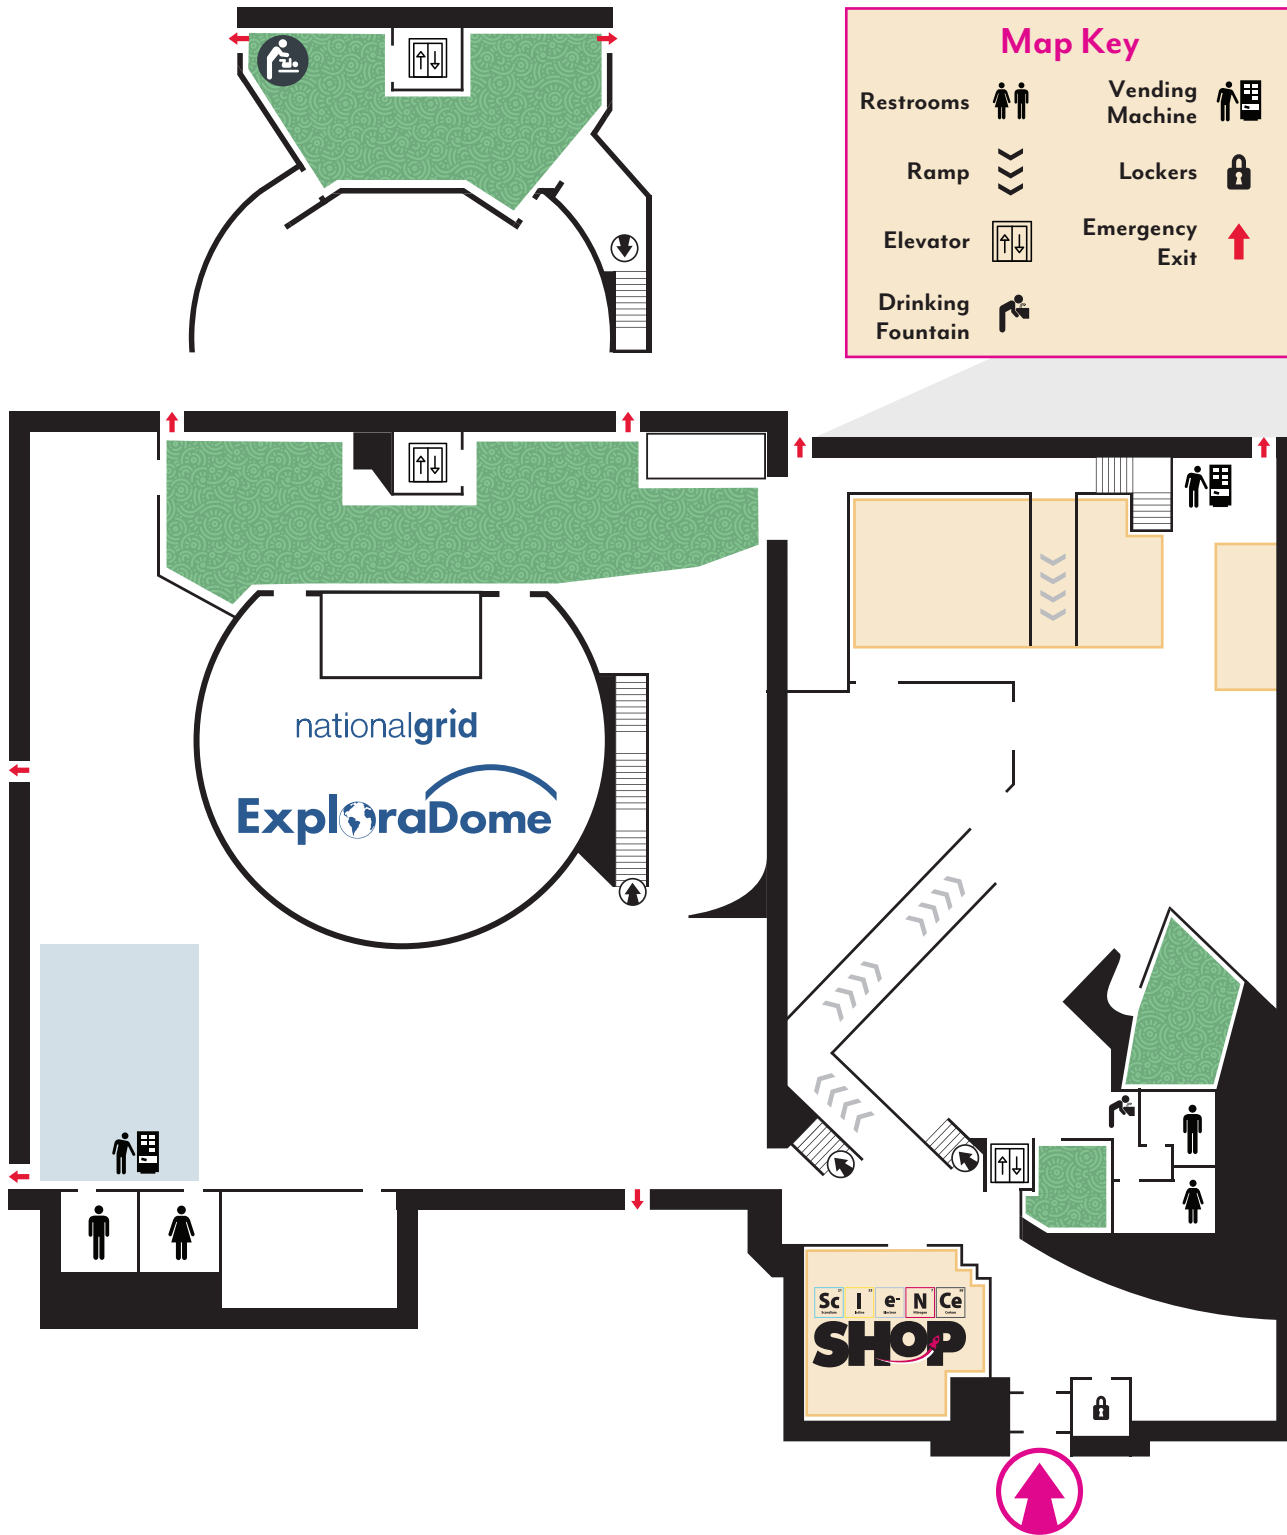 Map Key
Restrooms
Vending
Machine
Ramp
Lockers
Elevator
Emergency
Exit
Drinking
Fountain
nationalgrid
ExploraDome
Sc I e- N Ce
SHOP